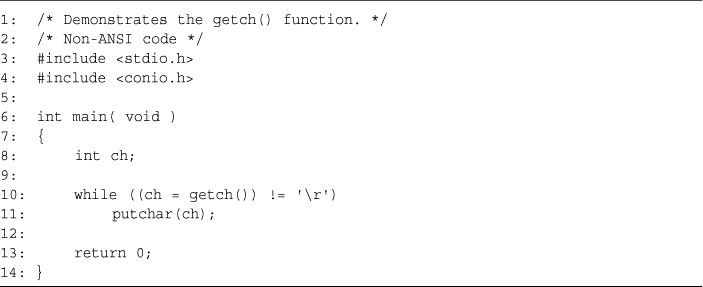 1: /* Demonstrates the getch() function. */
2: /* Non-ANSI code */
3: #include <stdio.h>
4: #include <conio.h>
5:
6: int main( void )
7: {
8: int ch;
9:
10: while ((ch = getch()) != '\r')
11: putchar(ch);
12:
13: return 0;
14: }